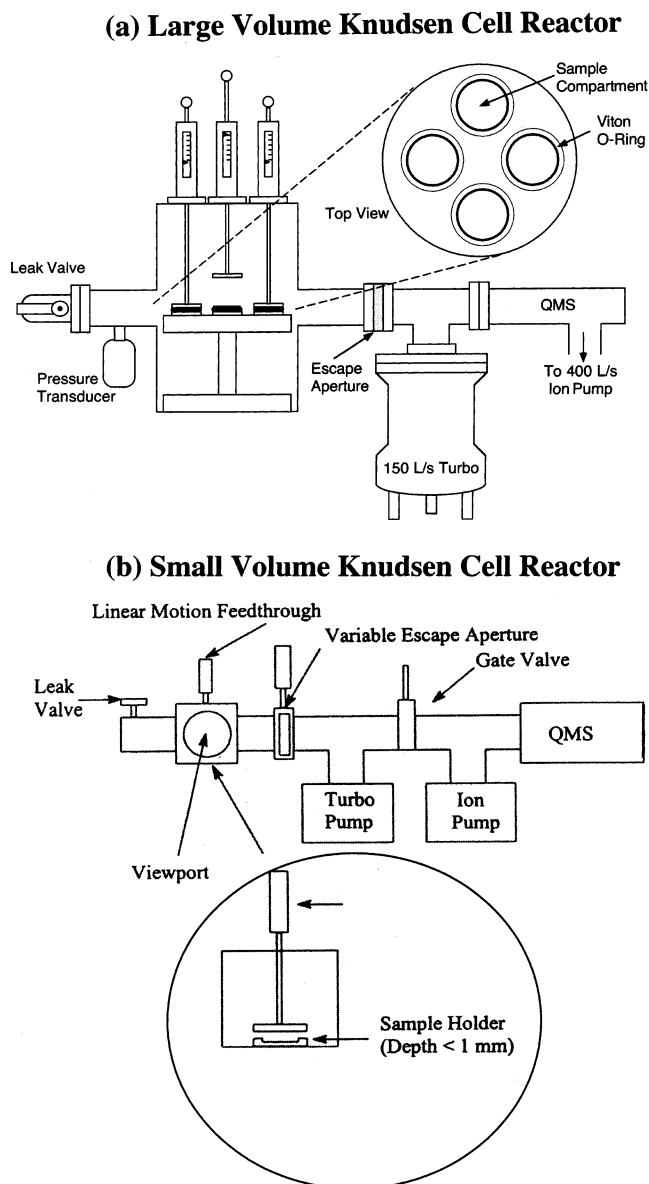 (a) Large Volume Knudsen Cell Reactor
Sample
Compartment
Viton
O-Ring
Top View
Leak Valve
QMS
Pressure
Transducer
Escape
Aperture
To 400 L/s
Ion Pump
150 L/s Turbo
(b) Small Volume Knudsen Cell Reactor
Linear Motion Feedthrough
Variable Escape Aperture
Gate Valve
Leak
Valve
QMS
Turbo
Pump
Ion
Pump
Viewport
Sample Holder
(Depth < 1 mm)